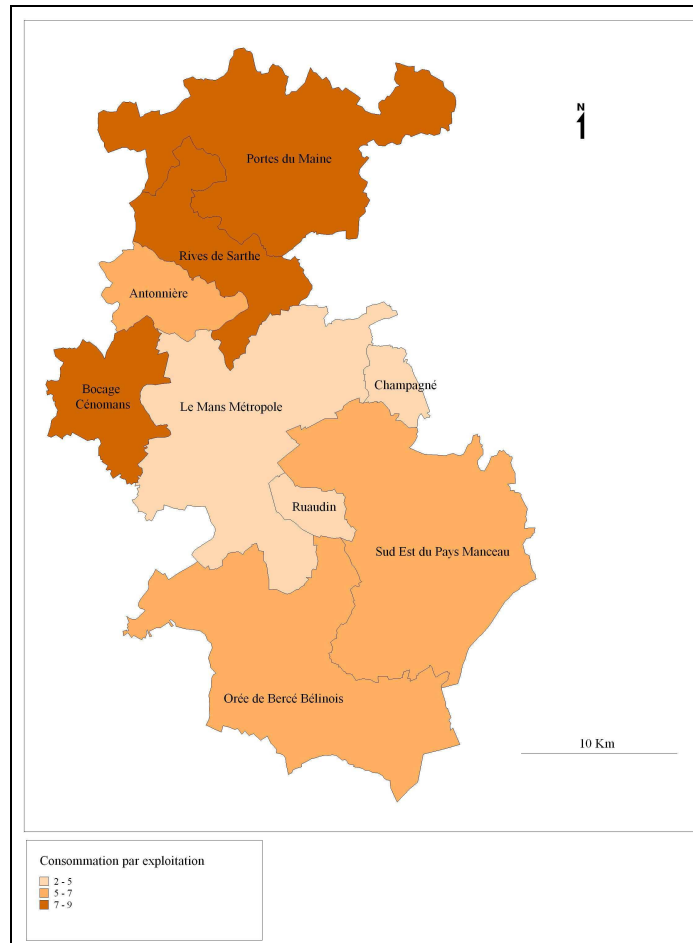 N
Portes du Maine
Rives de Sarthe
Antonnière
Bocage
Cénomans
Champagné
Le Mans Métropole
Ruaudin
Sud Est du Pays Manceau
Orée de Bercé Bélinois
10 Km
Consommation par exploitation
2 - 5
5 - 7
7 - 9